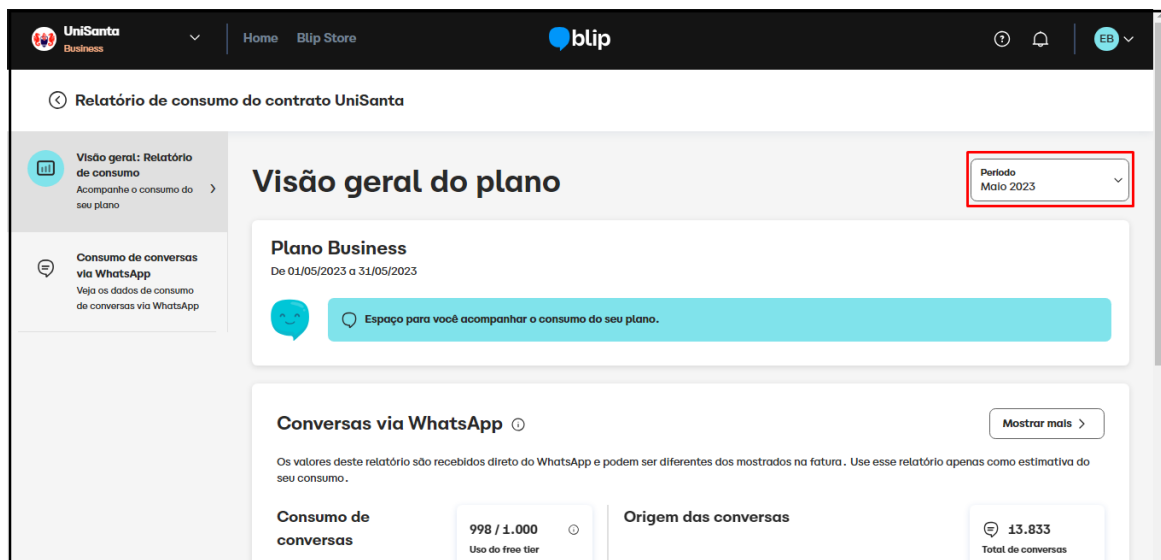 UniSanta
Business
Home Blip Store
blip
EB
Relatório de consumo do contrato UniSanta
Visão geral: Relatório
de consumo
Acompanhe o consumo do
seu plano
Consumo de conversas
via WhatsApp
Veja os dados de consumo
de conversas via WhatsApp
Visão geral do plano
Período
Maio 2023
Plano Business
De 01/05/2023 a 31/05/2023
Espaço para você acompanhar o consumo do seu plano.
Conversas via WhatsApp
Mostrar mais
Os valores deste relatório são recebidos direto do WhatsApp e podem ser diferentes dos mostrados na fatura. Use esse relatório apenas como estimativa do
seu consumo.
Consumo de
conversas
998 / 1.000
Uso do free tier
Origem das conversas
13.833
Total de conversas